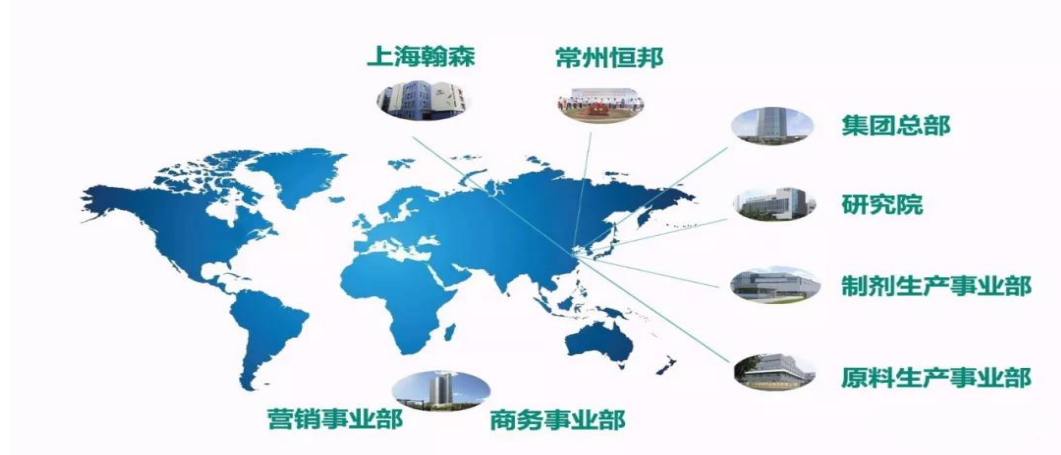 上海翰森
常州恒邦
集团总部
研究院
制剂生产事业部
原料生产事业部
营销事业部
商务事业部